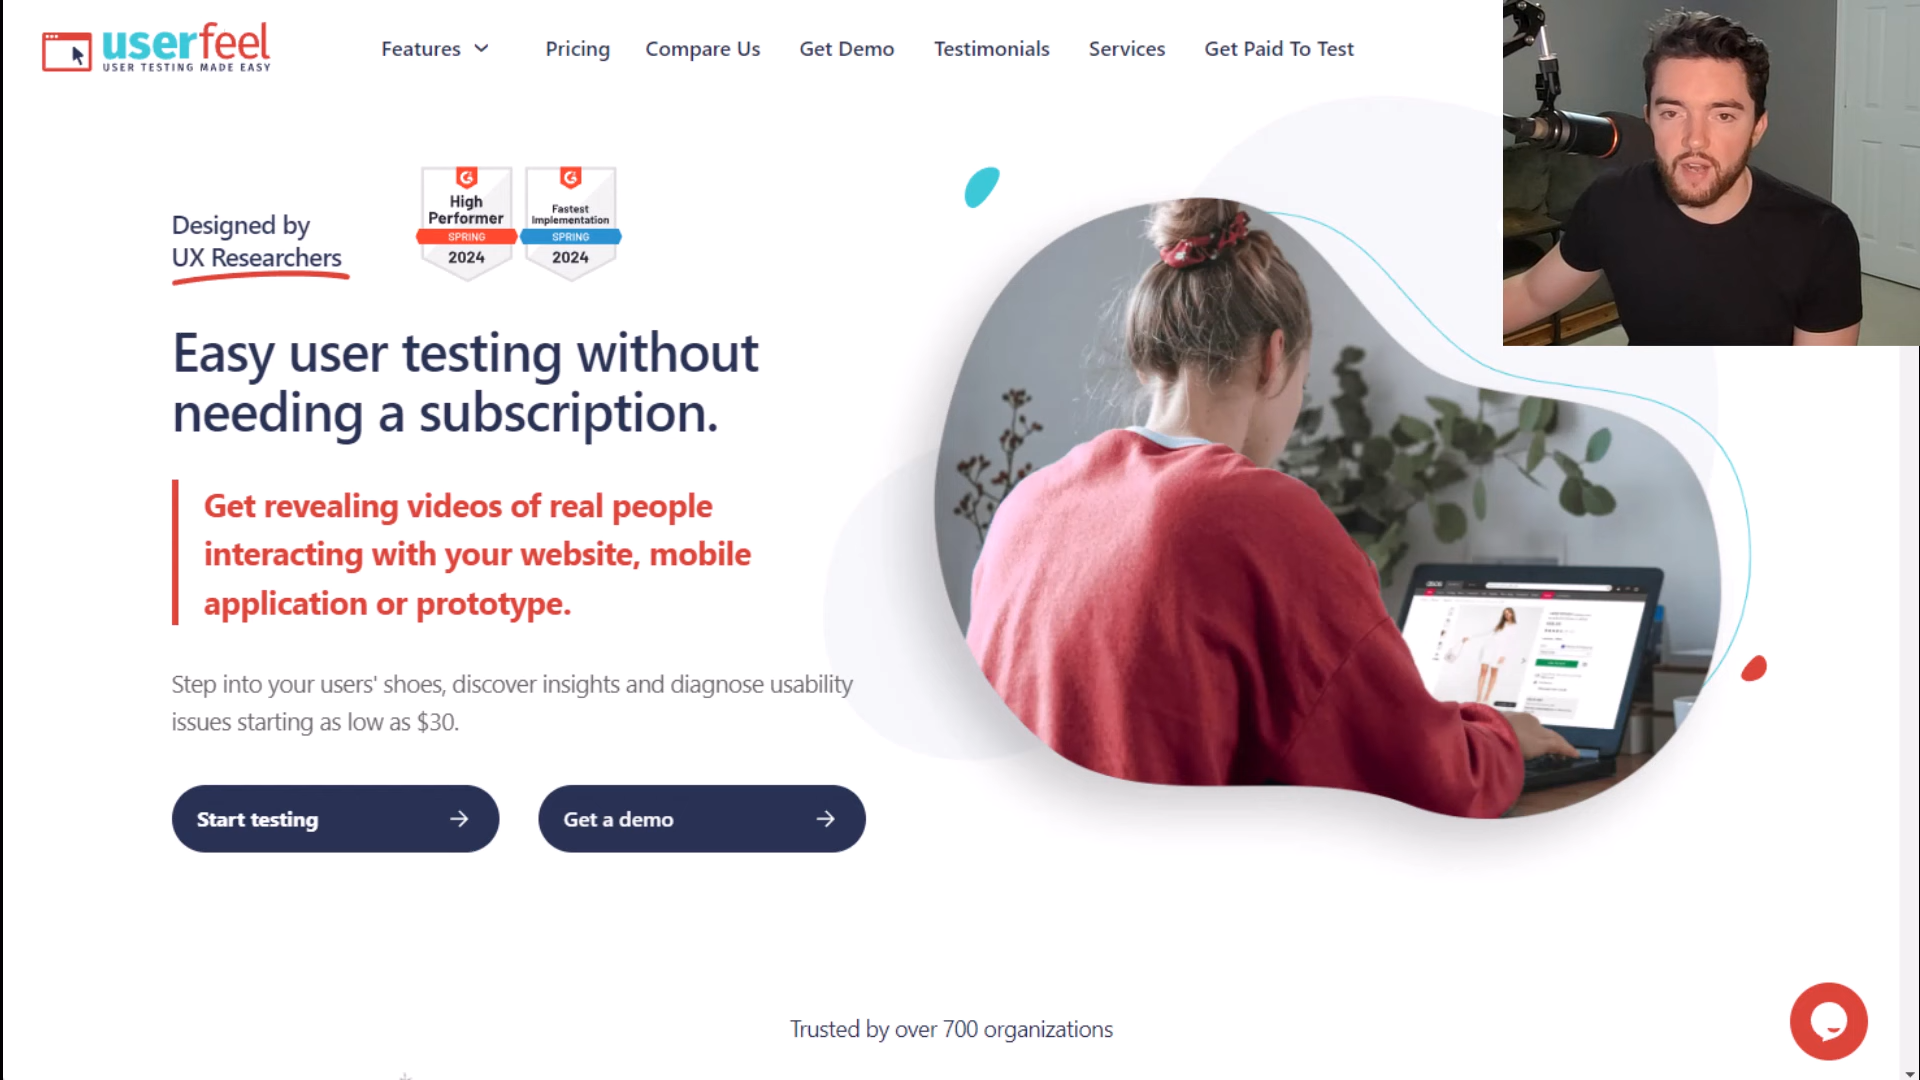 userfeel
USER TESTING MADE EASY
Features
Pricing
Compare Us
Get Demo
Testimonials
Services
Get Paid To Test
Designed by
UX Researchers
High
Performer
SPRING
2024
Fastest
Implementation
SPRING
2024
Easy user testing without
needing a subscription.
Get revealing videos of real people
interacting with your website, mobile
application or prototype.
Step into your users' shoes, discover insights and diagnose usability
issues starting as low as $30.
Start testing
Get a demo
Trusted by over 700 organizations